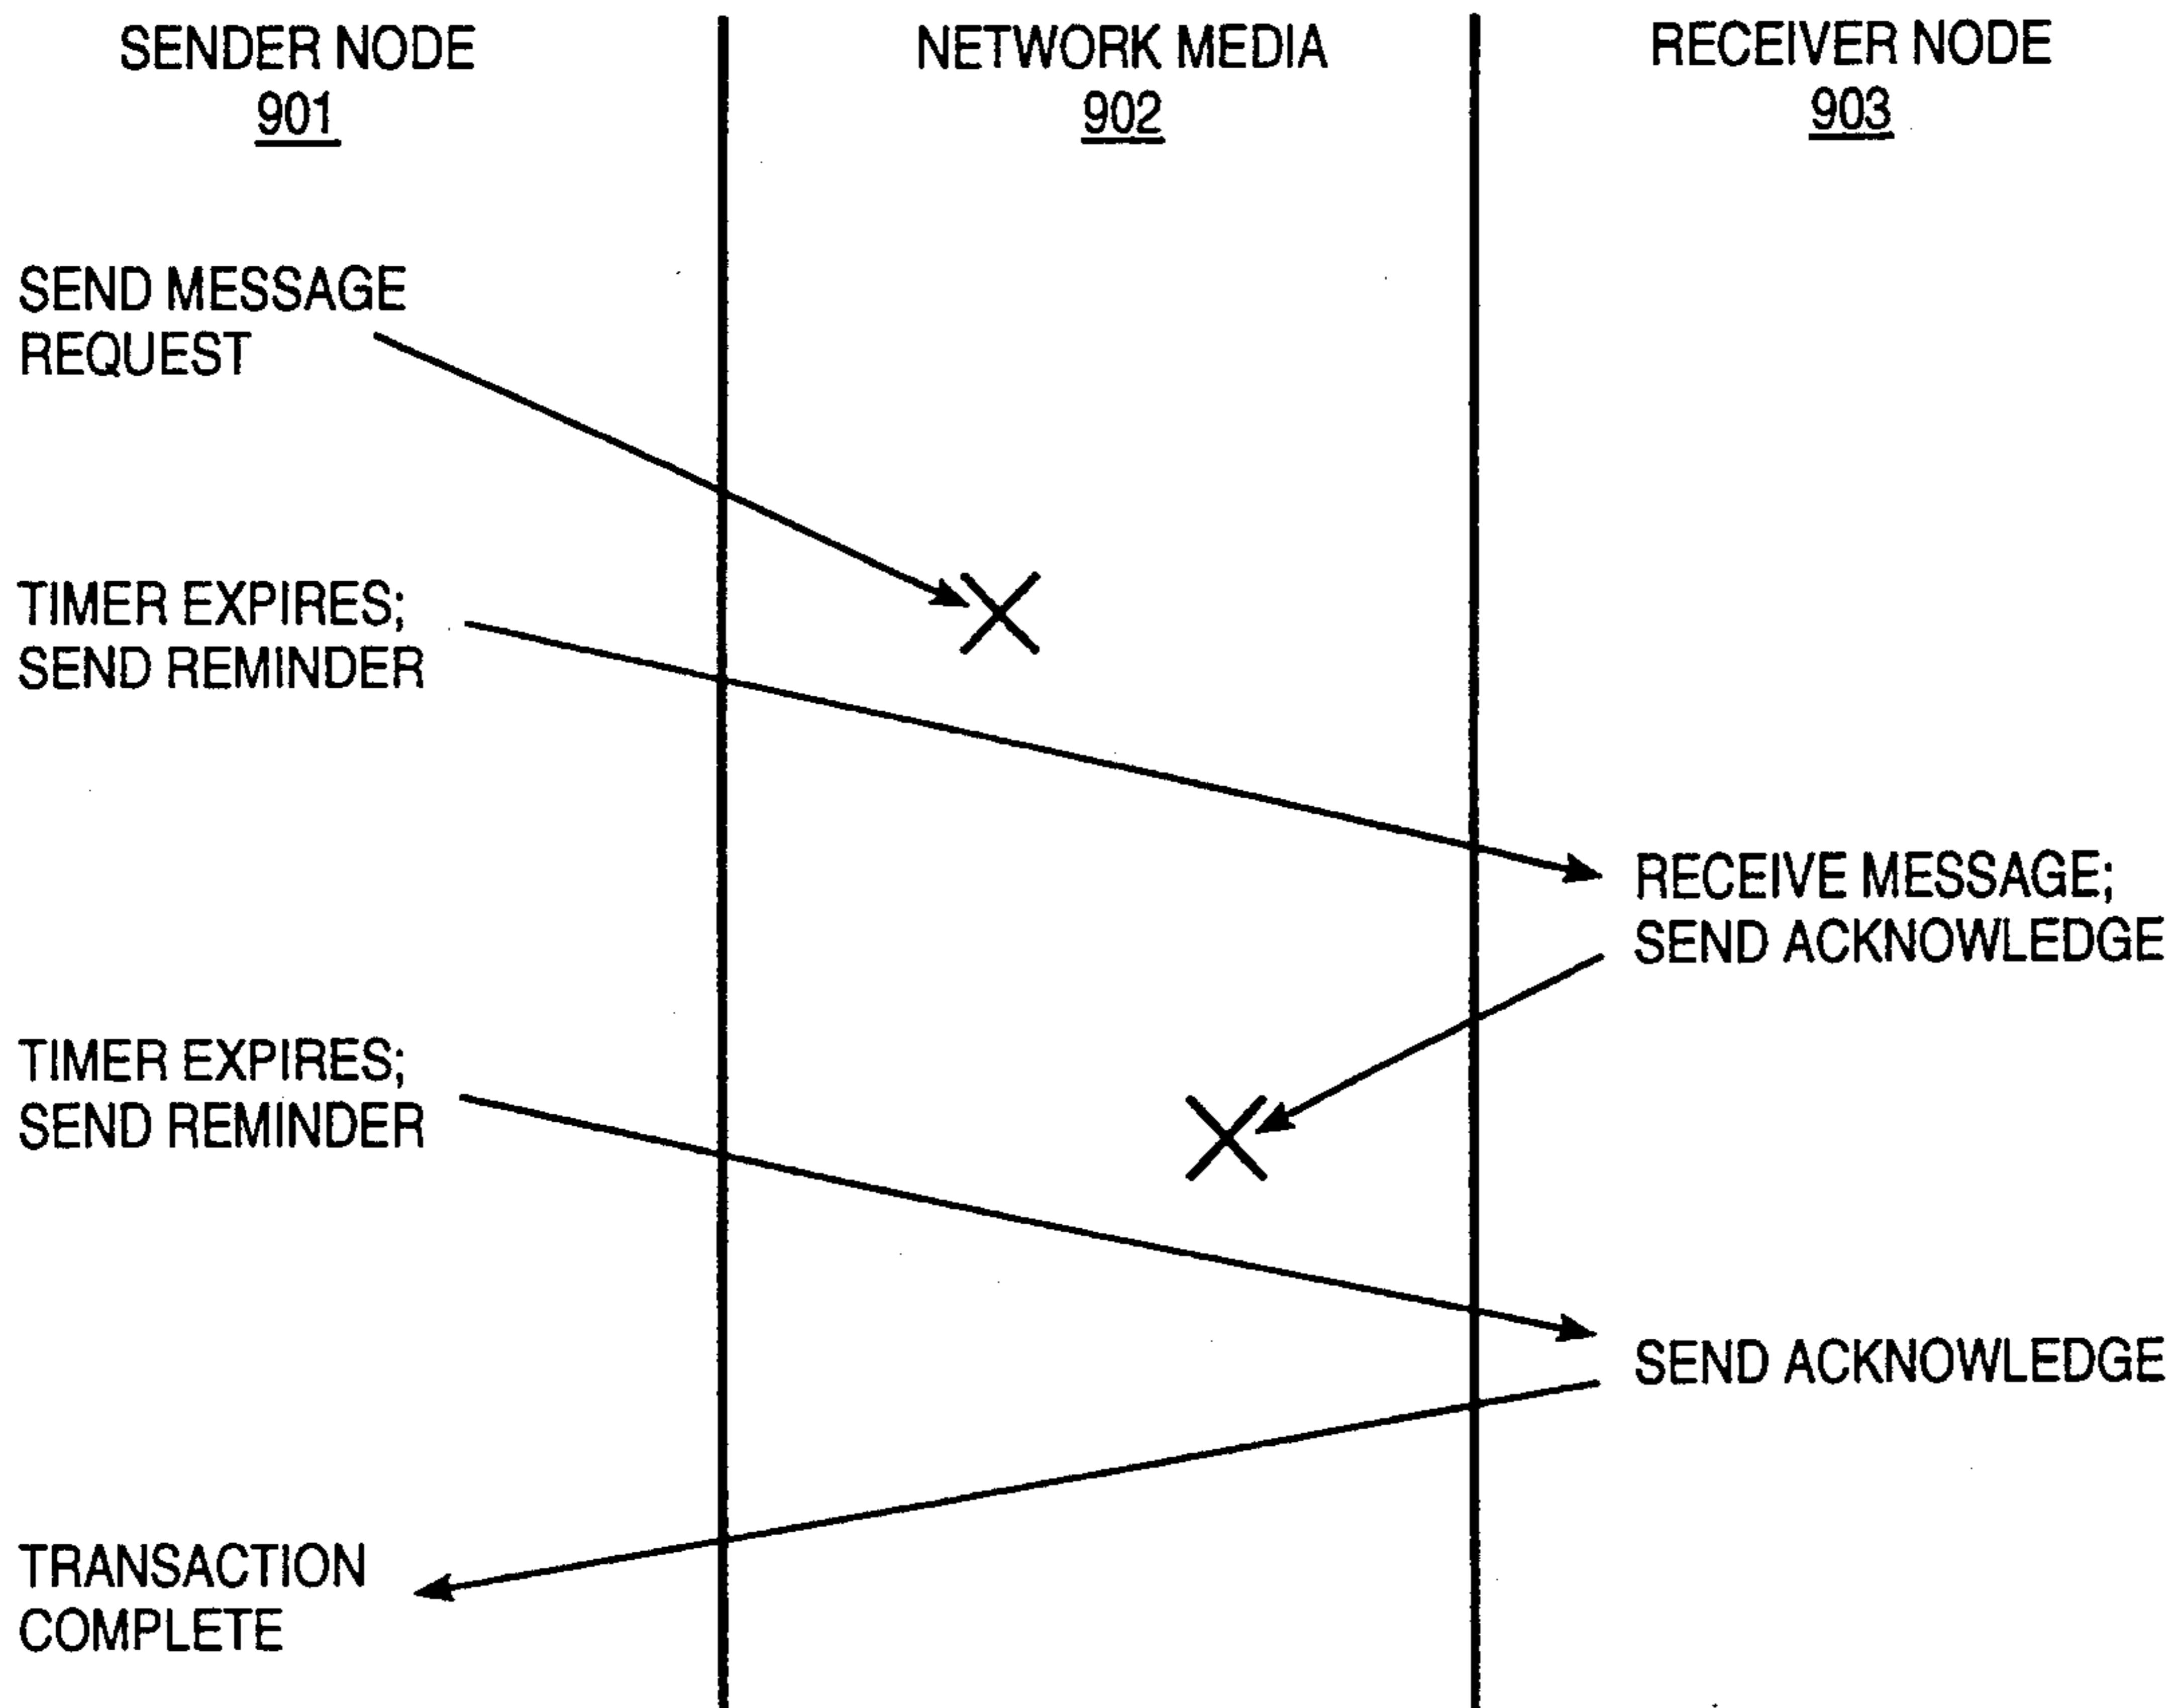 SENDER NODE
901
NETWORK MEDIA
902
RECEIVER NODE
903
SEND MESSAGE
REQUEST
TIMER EXPIRES;
SEND REMINDER
RECEIVE MESSAGE;
SEND ACKNOWLEDGE
TIMER EXPIRES;
SEND REMINDER
SEND ACKNOWLEDGE
TRANSACTION
COMPLETE